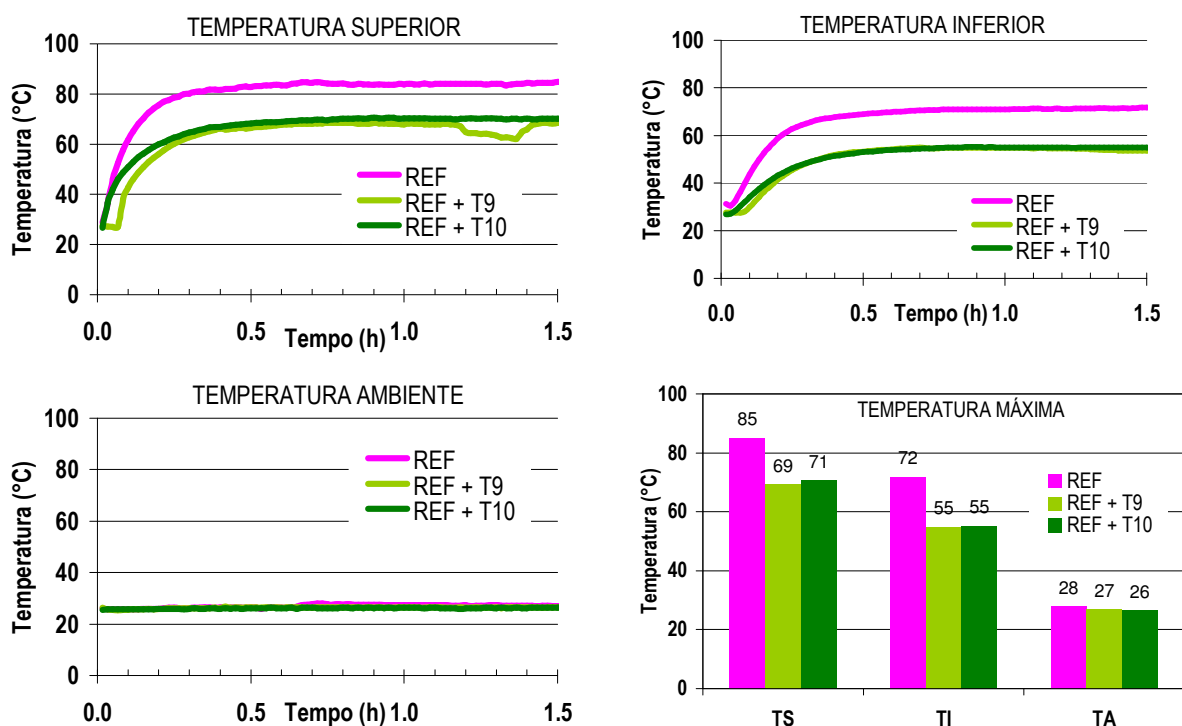 TEMPERATURA SUPERIOR
100
80
60
40
20
0
Temperatura (°C)
REF
REF + T9
REF + T10
0.0
0.5
1.0
1.5
Tempo (h)
TEMPERATURA INFERIOR
100
80
60
40
20
0
Temperatura (°C)
REF
REF + T9
REF + T10
0.0
0.5
1.0
1.5
Tempo (h)
TEMPERATURA AMBIENTE
100
80
60
40
20
0
Temperatura (°C)
REF
REF + T9
REF + T10
0.0
0.5
1.0
1.5
Tempo (h)
TEMPERATURA MÁXIMA
100
80
60
40
20
0
Temperatura (°C)
85
69
71
72
55
55
28
27
26
REF
REF + T9
REF + T10
TS
TI
TA